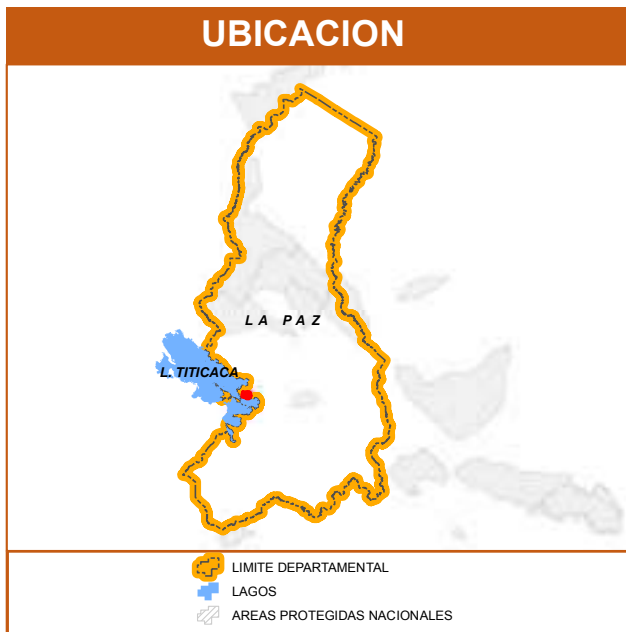 UBICACION
L A P A Z
L. TITICACA
LIMITE DEPARTAMENTAL
LAGOS
AREAS PROTEGIDAS NACIONALES